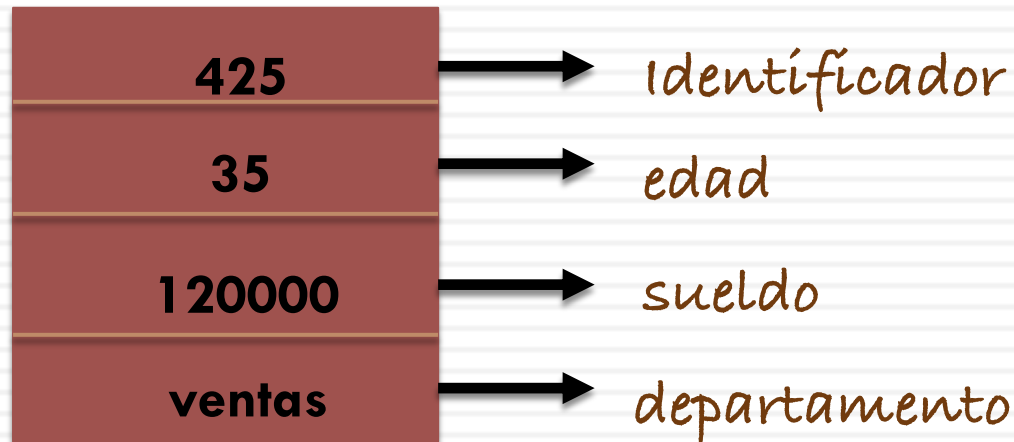 425 Identificador
35 edad
120000 sueldo
ventas departamento